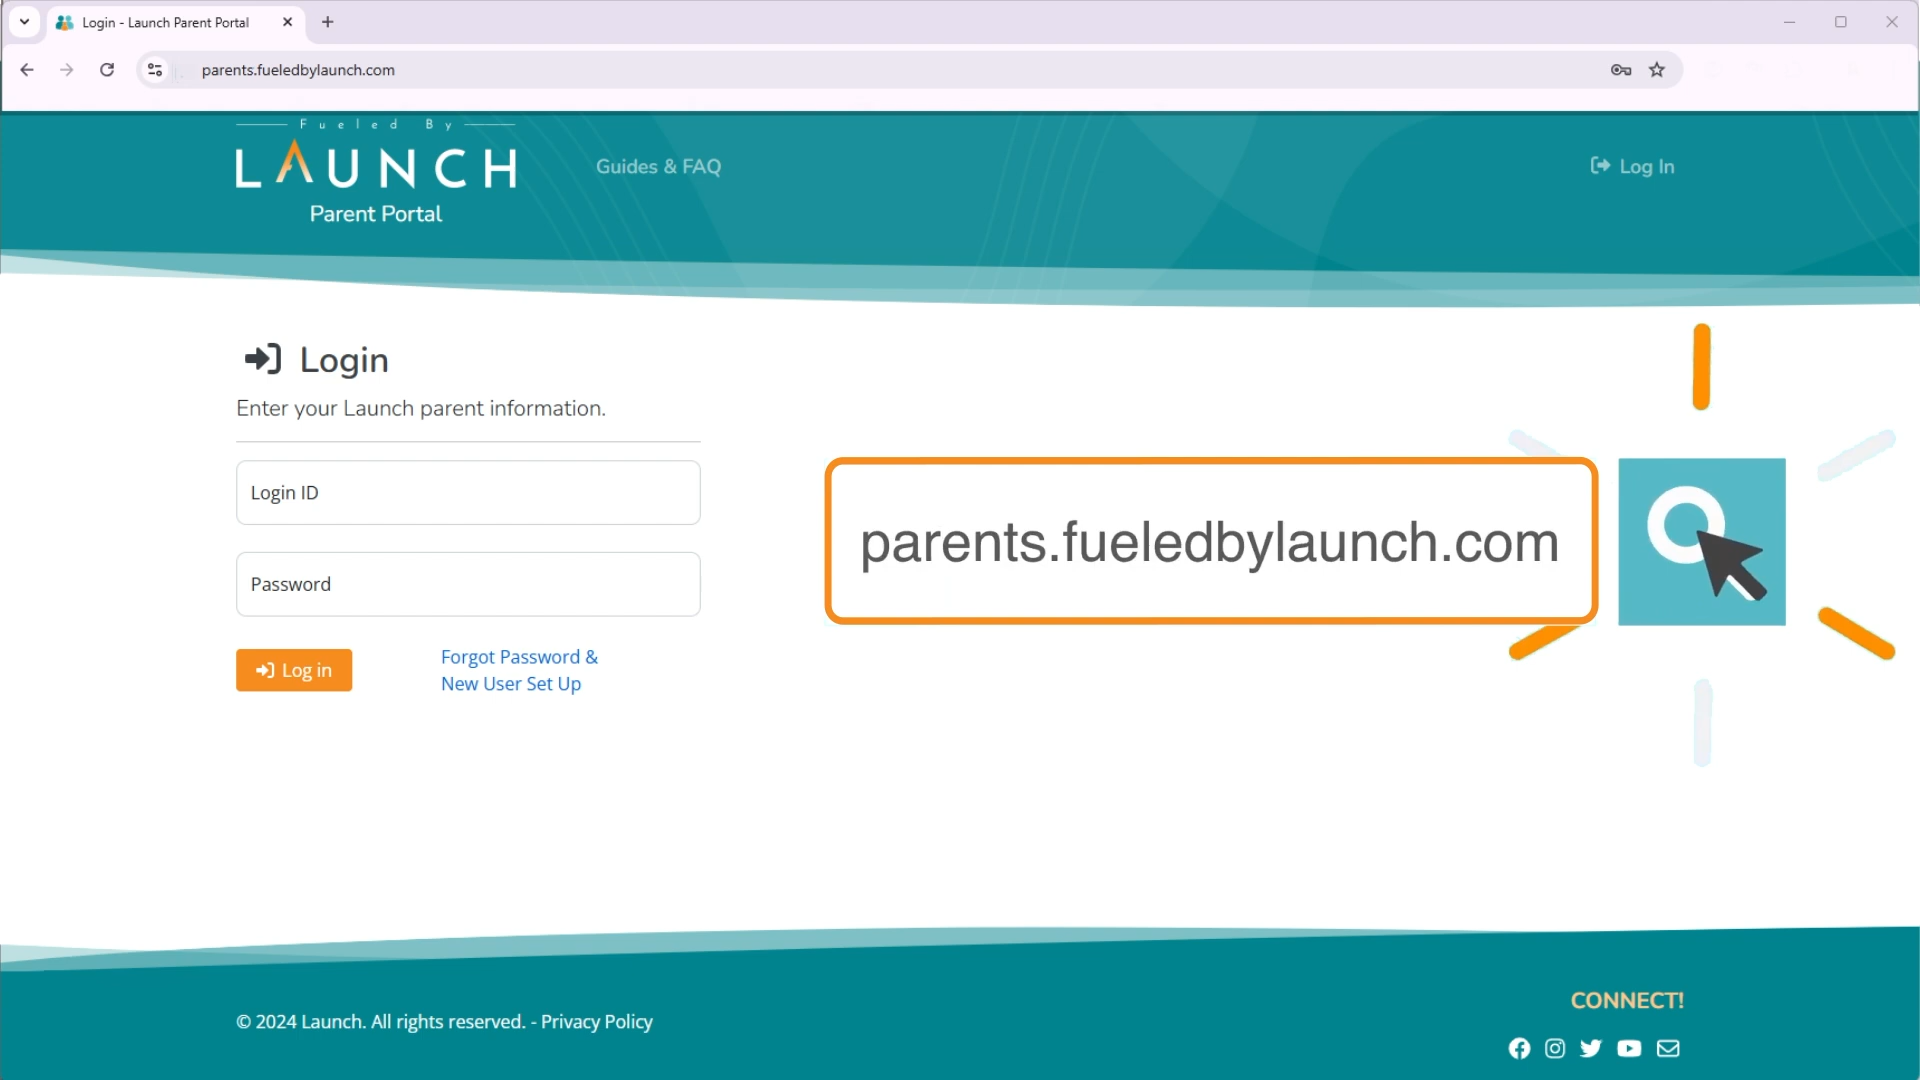 Login - Launch Parent Portal
parents.fueledbylaunch.com
Fueled By
LAUNCH
Parent Portal
Guides & FAQ
Log In
Login
Enter your Launch parent information.
Login ID
Password
Log in
Forgot Password &
New User Set Up
parents.fueledbylaunch.com
© 2024 Launch. All rights reserved. - Privacy Policy
CONNECT!